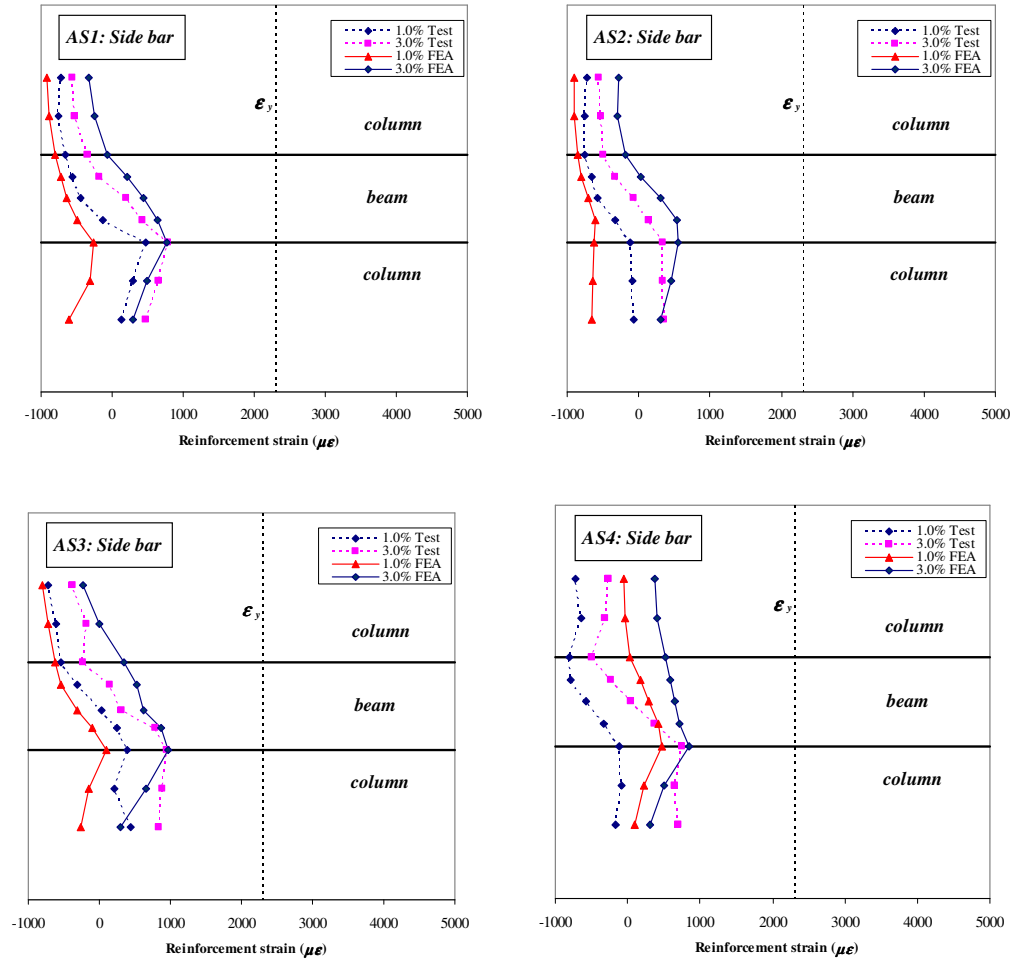 AS1: Side bar
1.0% Test
3.0% Test
1.0% FEA
3.0% FEA
ε y
column
beam
column
-1000 0 1000 2000 3000 4000 5000
Reinforcement strain (με)
AS2: Side bar
1.0% Test
3.0% Test
1.0% FEA
3.0% FEA
ε y
column
beam
column
-1000 0 1000 2000 3000 4000 5000
Reinforcement strain (με)
AS3: Side bar
1.0% Test
3.0% Test
1.0% FEA
3.0% FEA
ε y
column
beam
column
-1000 0 1000 2000 3000 4000 5000
Reinforcement strain (με)
AS4: Side bar
1.0% Test
3.0% Test
1.0% FEA
3.0% FEA
ε y
column
beam
column
-1000 0 1000 2000 3000 4000 5000
Reinforcement strain (με)